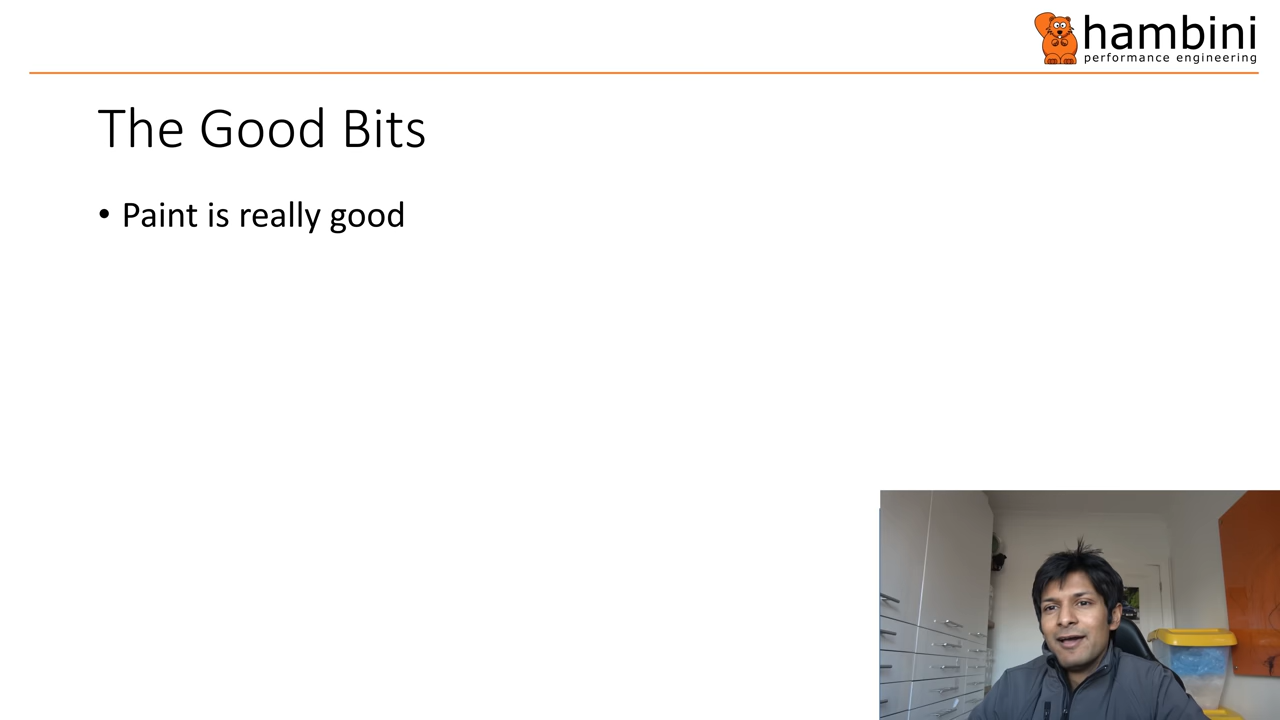 hambini
performance engineering
The Good Bits
• Paint is really good